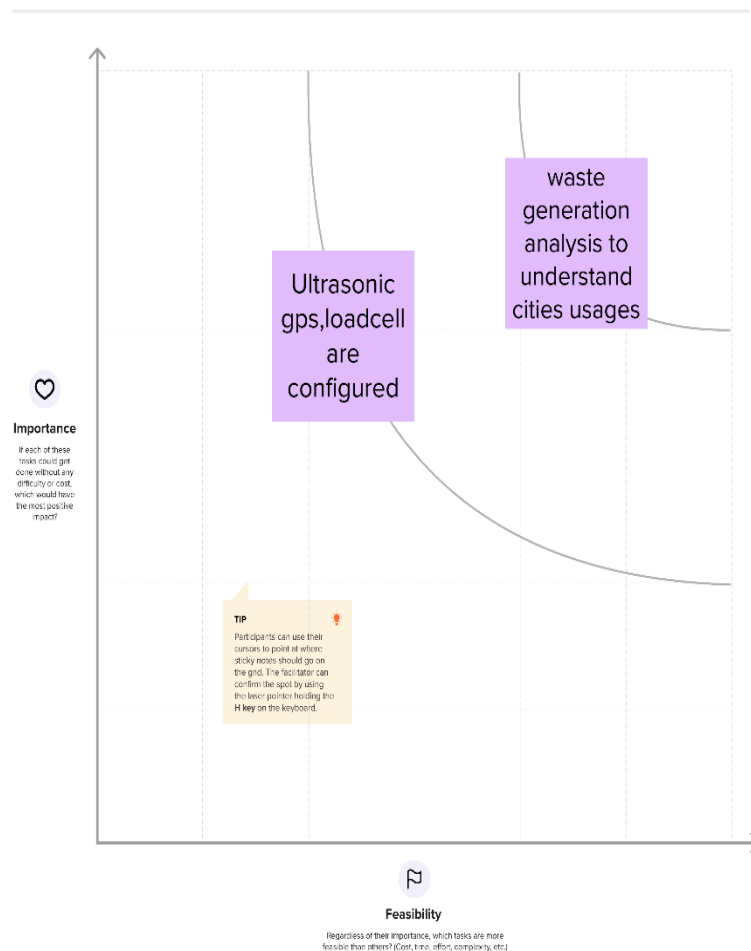 waste
generation
analysis to
understand
cities usages
Ultrasonic
gps,loadcell
are
configured
Importance
If each of these
tasks could get
done without any
difficulty or cost,
which would have
the most positive
impact?
TIP
Participants can use their
cursors to point at where
sticky notes should go on
the grid. The facilitator can
confirm the spot by using
the laser pointer holding the
H key on the keyboard.
Feasibility
Regardless of their importance, which tasks are more
feasible than others? (Cost, time, effort, complexity, etc.)